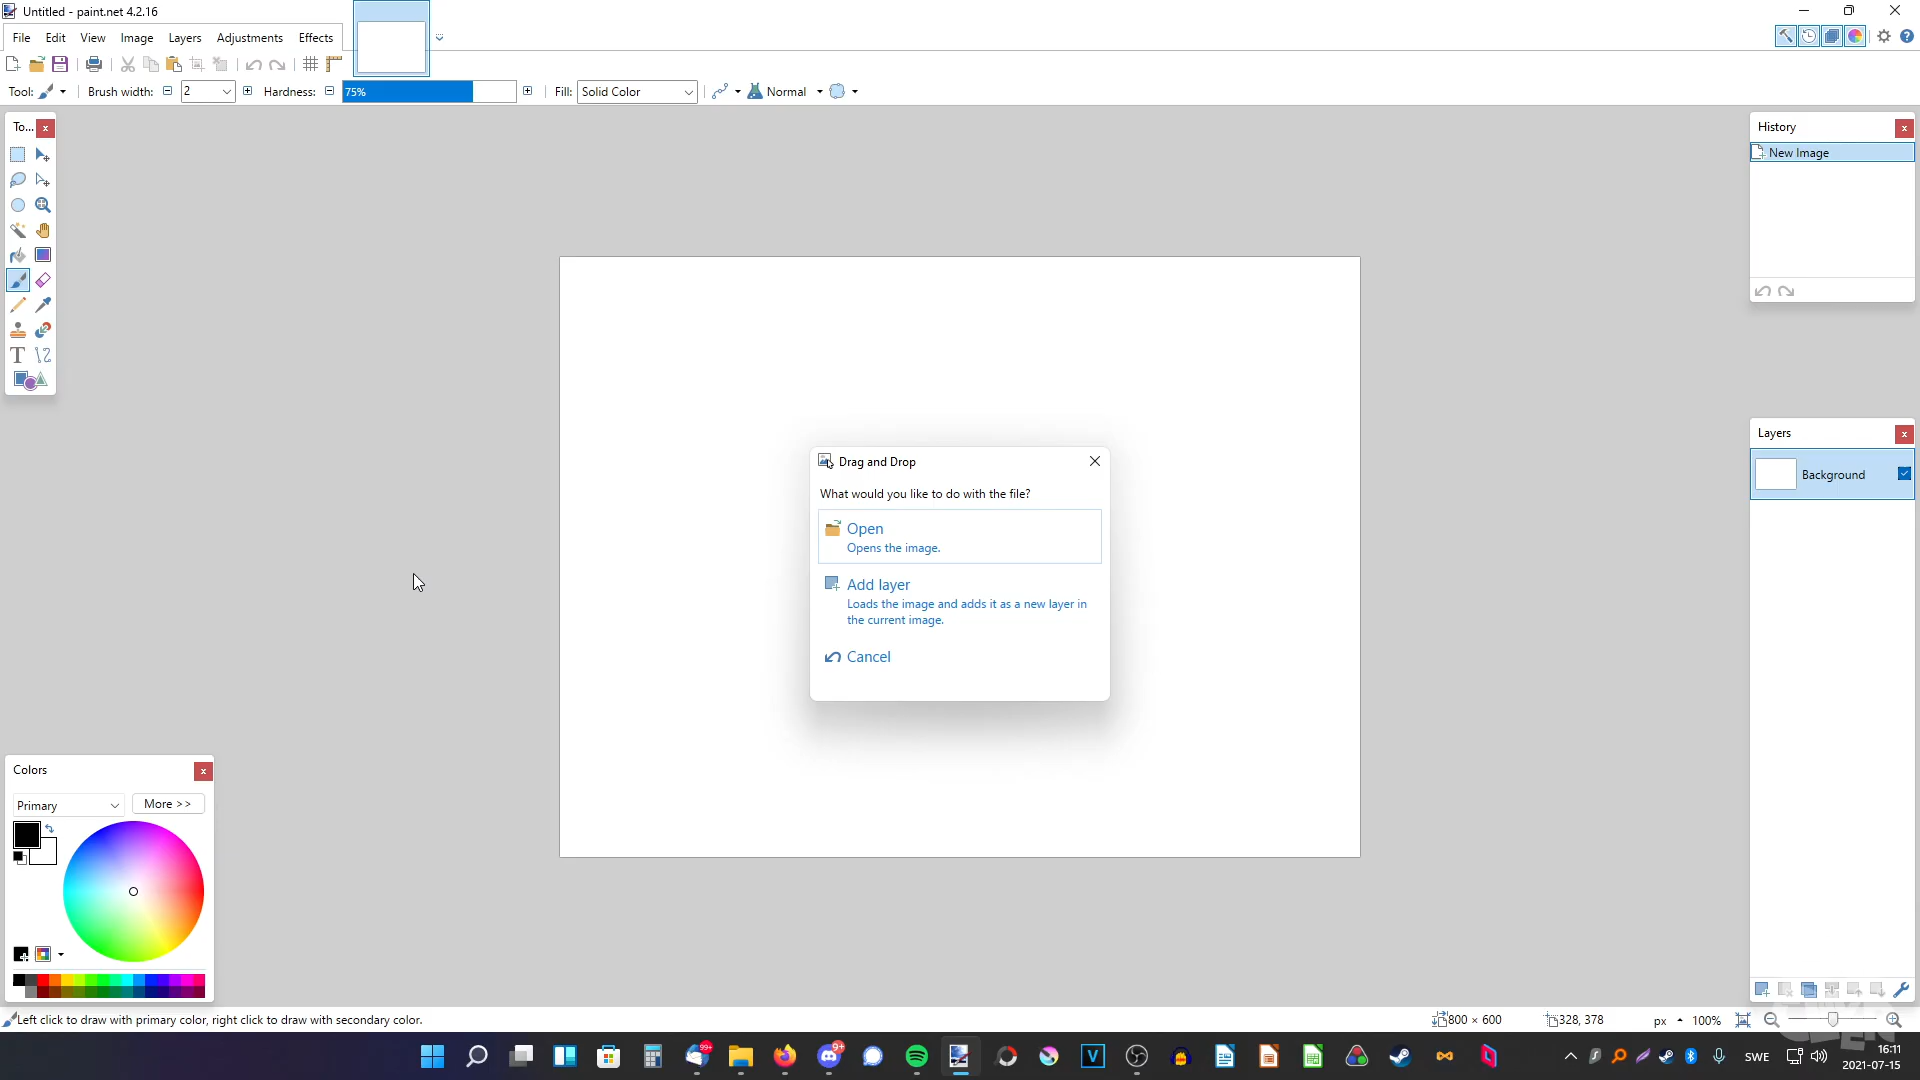 Untitled - paint.net 4.2.16
File Edit View Image Layers Adjustments Effects
Tool: Brush width: 2 Hardness: 75% Fill: Solid Color Normal
To...
History
New Image
Drag and Drop
What would you like to do with the file?
Open
Opens the image.
Add layer
Loads the image and adds it as a new layer in
the current image.
Cancel
Layers
Background
Colors
Primary More >>
Left click to draw with primary color, right click to draw with secondary color.
800 × 600 328, 378 px 100%
99+ 9+ V SWE 16:11
2021-07-15